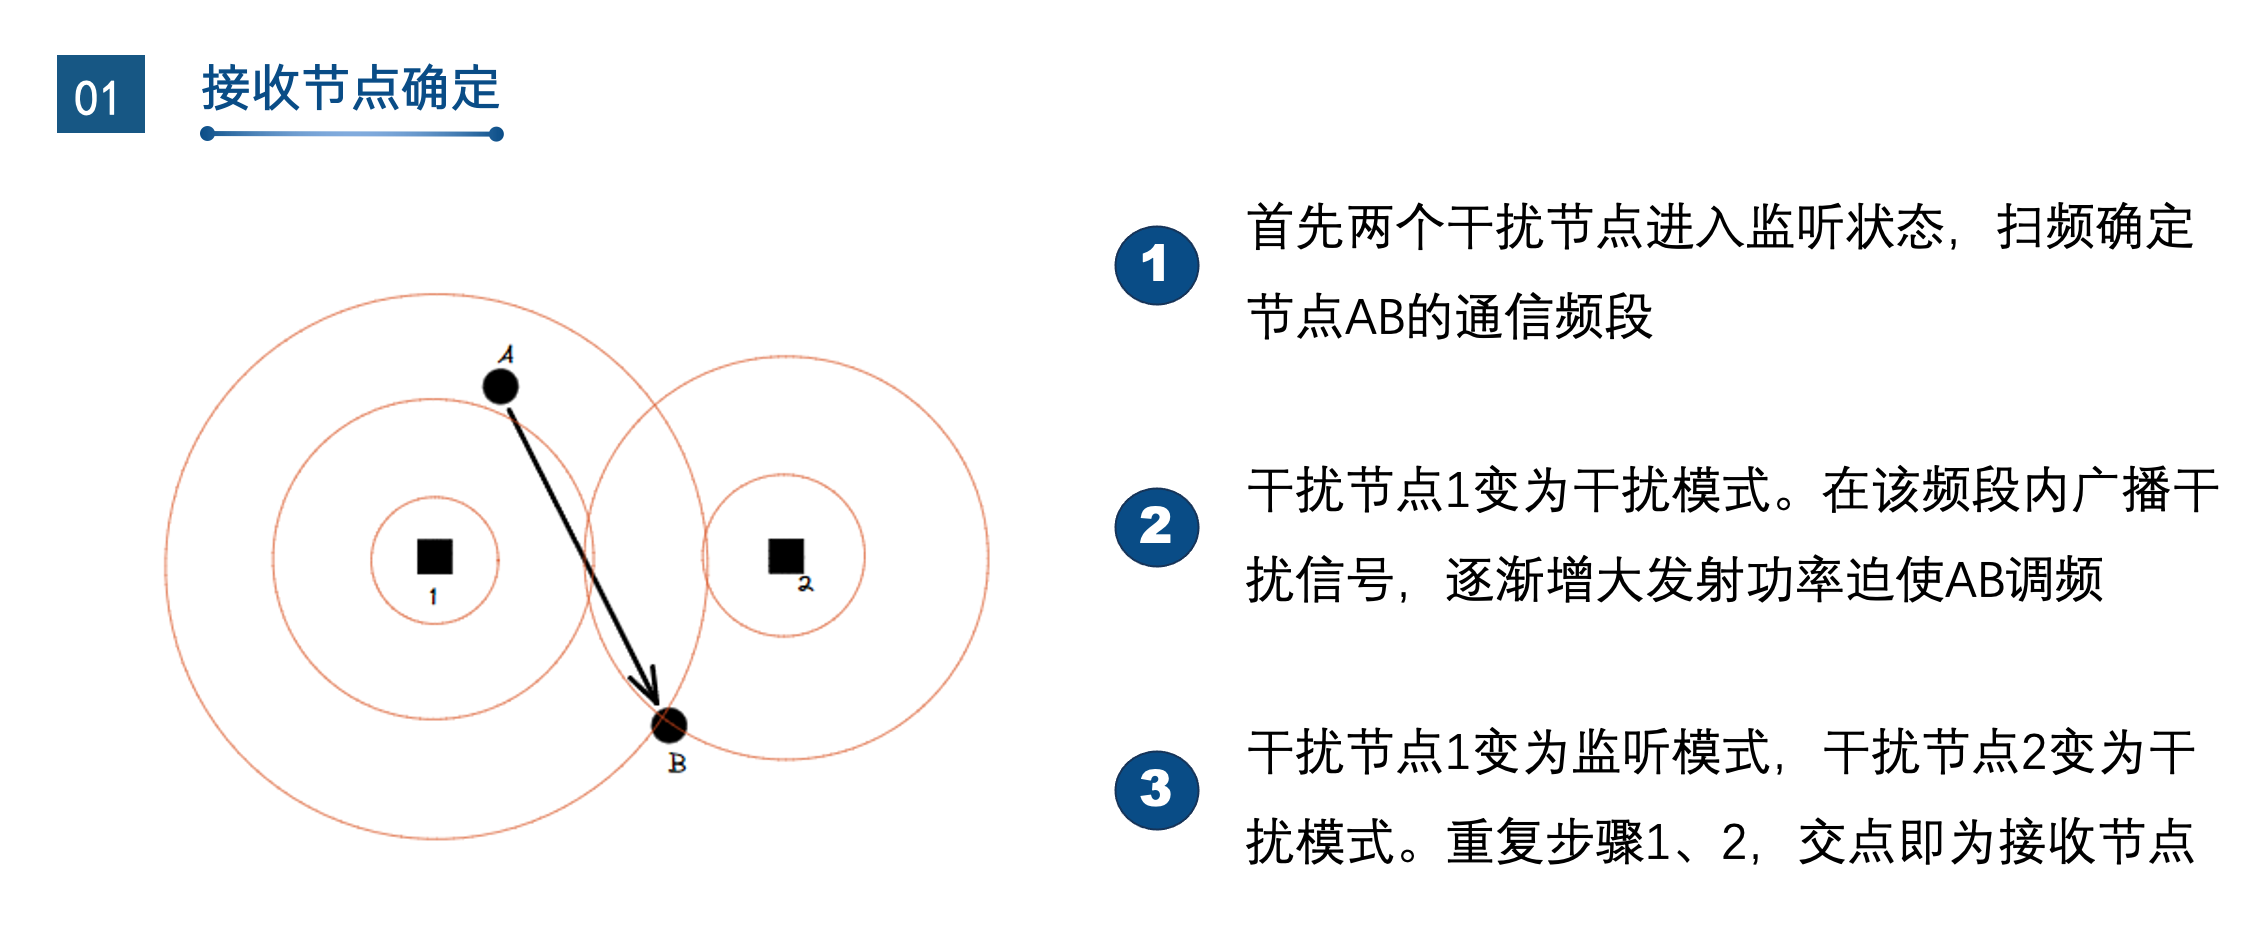 01
接收节点确定
A
1
2
B
1
首先两个干扰节点进入监听状态，扫频确定
节点AB的通信频段
2
干扰节点1变为干扰模式。在该频段内广播干
扰信号，逐渐增大发射功率迫使AB调频
3
干扰节点1变为监听模式，干扰节点2变为干
扰模式。重复步骤1、2，交点即为接收节点